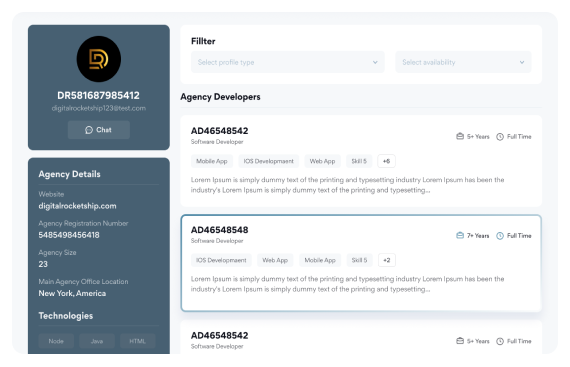 DR581687985412
digitalrocketship123@test.com
Chat
Agency Details
Website
digitalrocketship.com
Agency Registration Number
5485498456418
Agency Size
23
Main Agency Office Location
New York, America
Technologies
Node Java HTML
Fillter
Select profile type Select availability
Agency Developers
AD46548542
Software Developer
5+ Years Full Time
Mobile App IOS Developmaent Web App Skill 5 +6
Lorem Ipsum is simply dummy text of the printing and typesetting industry Lorem Ipsum has been the
industry's Lorem Ipsum is simply dummy text of the printing and typesetting...
AD46548548
Software Developer
7+ Years Full Time
IOS Developmaent Web App Mobile App Skill 5 +2
Lorem Ipsum is simply dummy text of the printing and typesetting industry Lorem Ipsum has been the
industry's Lorem Ipsum is simply dummy text of the printing and typesetting...
AD46548542
Software Developer
5+ Years Full Time